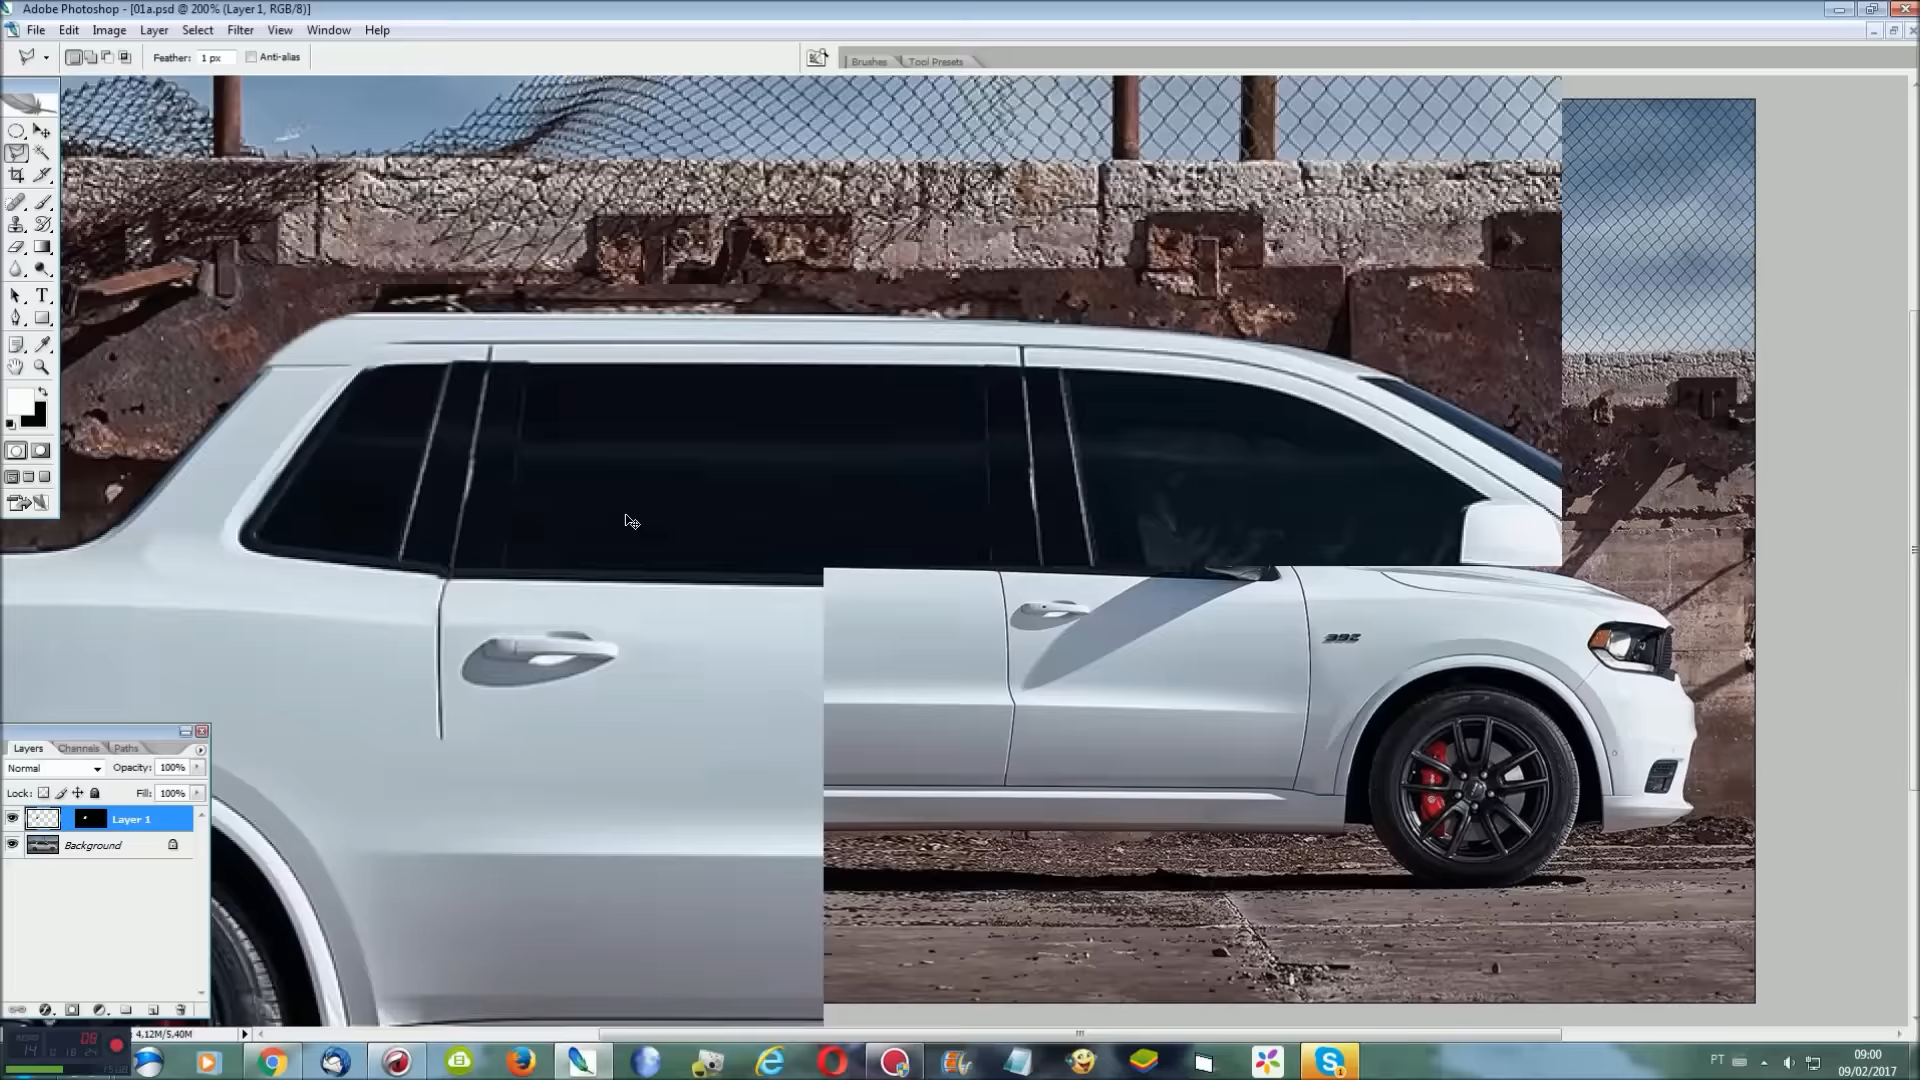 Adobe Photoshop - [01a.psd @ 200% (Layer 1, RGB/8)]
File Edit Image Layer Select Filter View Window Help
Feather: 1 px Anti-alias
Brushes Tool Presets
392
Layers Channels Paths
Normal Opacity: 100%
Lock: Fill: 100%
Layer 1
Background
4,12M/5,40M
PT
09:00
09/02/2017